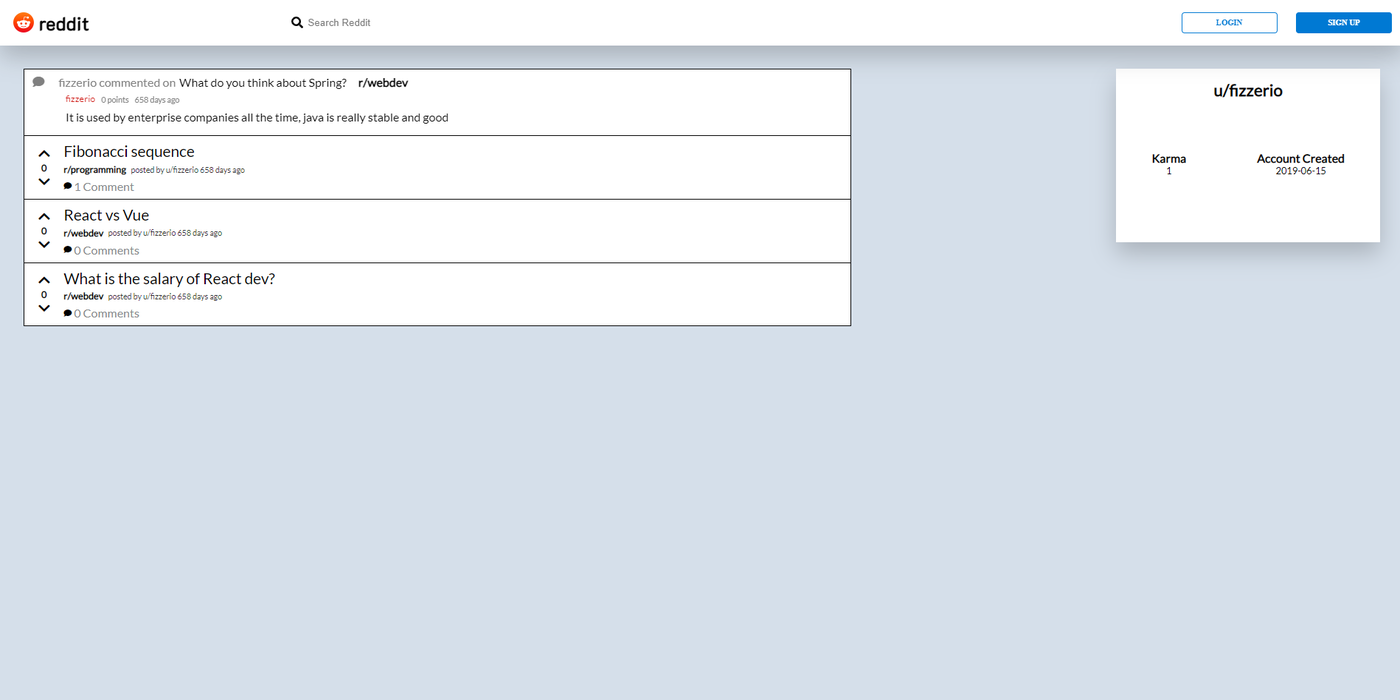 reddit
Search Reddit
LOGIN
SIGN UP
fizzerio commented on What do you think about Spring? r/webdev
fizzerio 0 points 658 days ago
It is used by enterprise companies all the time, java is really stable and good
Fibonacci sequence
0
r/programming posted by u/fizzerio 658 days ago
1 Comment
React vs Vue
0
r/webdev posted by u/fizzerio 658 days ago
0 Comments
What is the salary of React dev?
0
r/webdev posted by u/fizzerio 658 days ago
0 Comments
u/fizzerio
Karma Account Created
1 2019-06-15